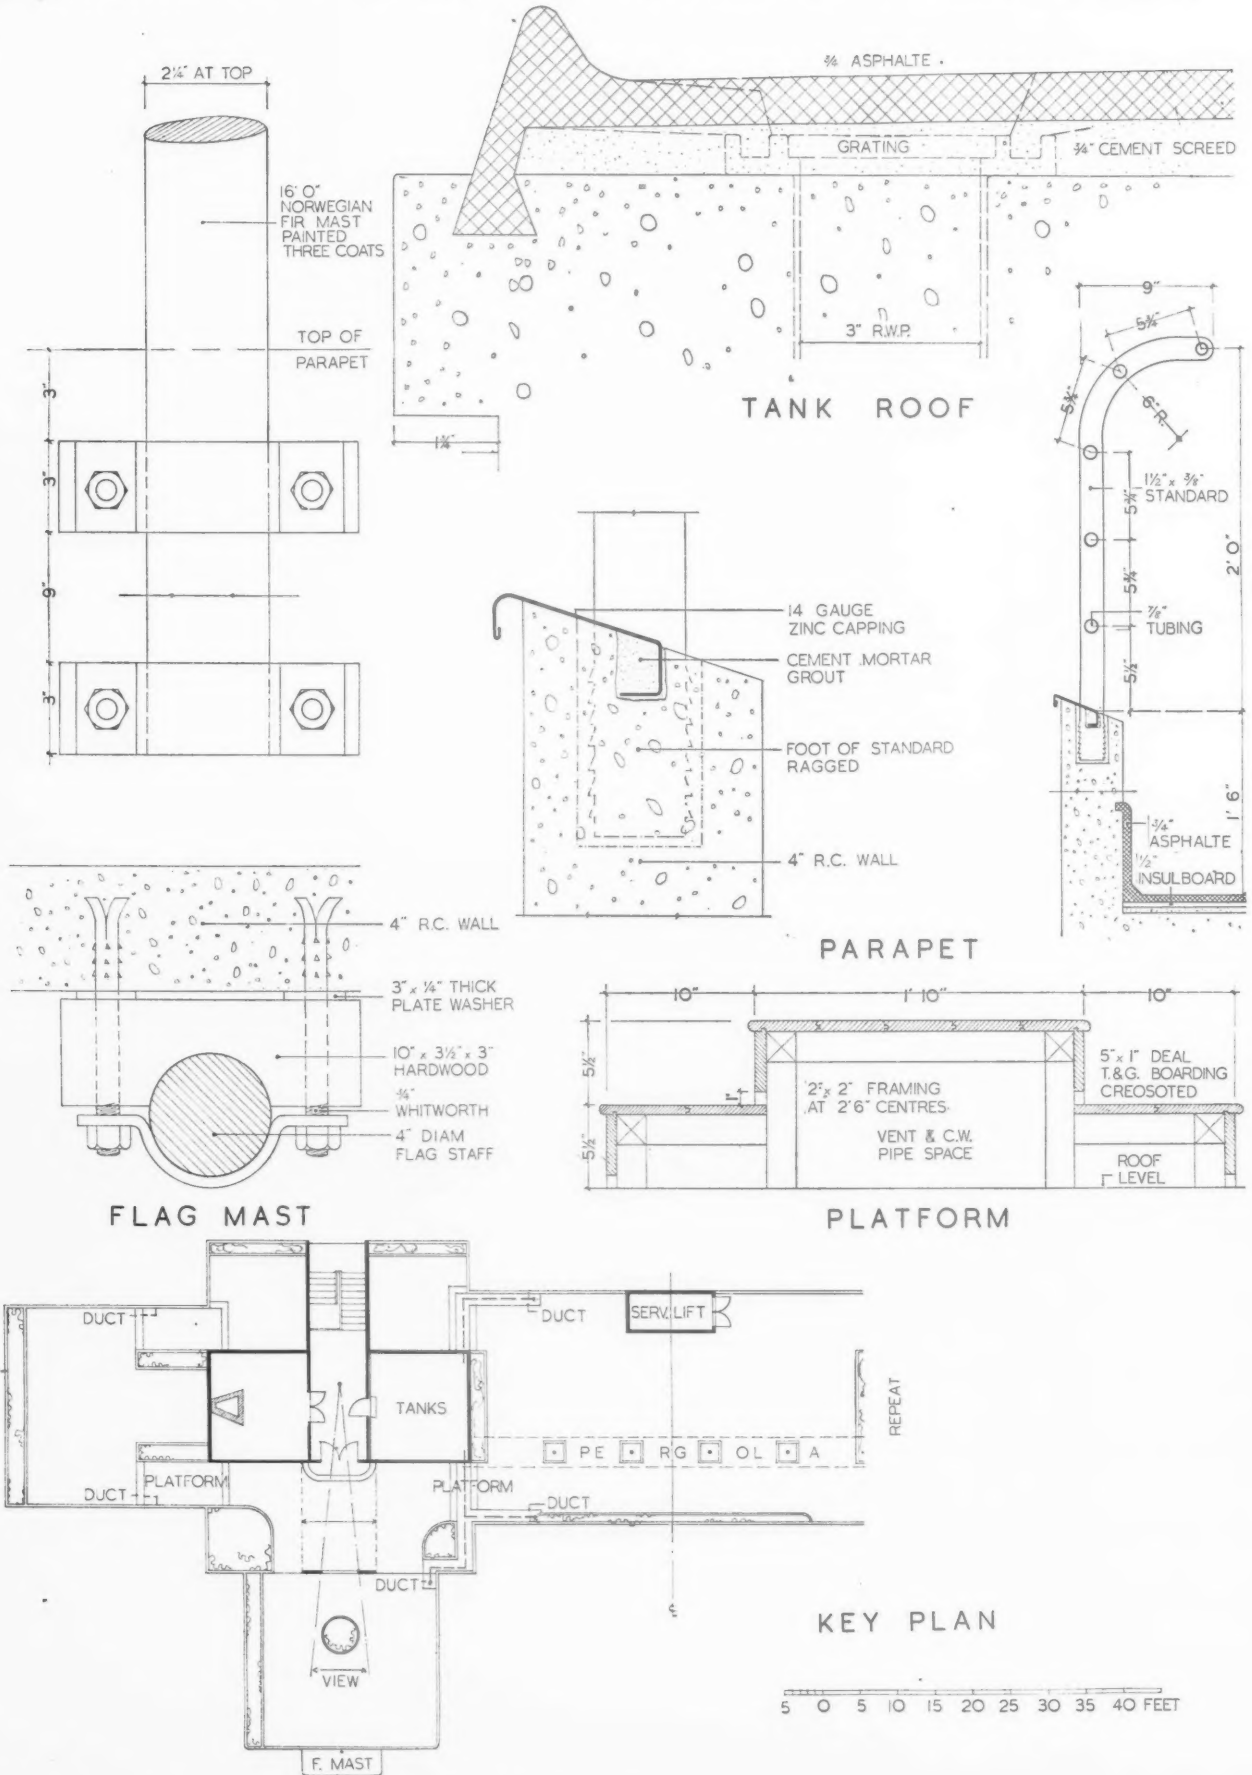 2¼" AT TOP
16' 0"
NORWEGIAN
FIR MAST
PAINTED
THREE COATS
TOP OF
PARAPET
3"
3"
9"
3"
¾ ASPHALTE
GRATING
¾" CEMENT SCREED
3" R.W.P.
1¾"
TANK ROOF
14 GAUGE
ZINC CAPPING
CEMENT MORTAR
GROUT
FOOT OF STANDARD
RAGGED
4" R.C. WALL
9"
5¾"
5¾"
6" R.
1½" x ⅜"
STANDARD
5¾"
5¾"
⅞"
TUBING
5½"
2' 0"
1' 6"
¾"
ASPHALTE
1½"
INSULBOARD
PARAPET
4" R.C. WALL
3" x ¼" THICK
PLATE WASHER
10" x 3½" x 3"
HARDWOOD
¾"
WHITWORTH
4" DIAM
FLAG STAFF
FLAG MAST
10"
1' 10"
10"
5½"
5½"
1"
2" x 2" FRAMING
AT 2'6" CENTRES.
VENT & C.W.
PIPE SPACE
5" x 1" DEAL
T.&G. BOARDING
CREOSOTED
ROOF
LEVEL
PLATFORM
DUCT
DUCT
SERV. LIFT
TANKS
REPEAT
PERGOLA
PLATFORM
PLATFORM
DUCT
DUCT
DUCT
VIEW
F. MAST
KEY PLAN
5 0 5 10 15 20 25 30 35 40 FEET